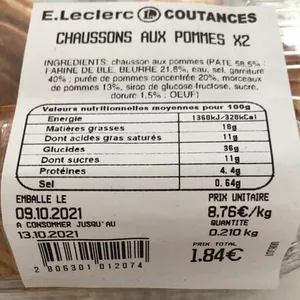 E.Leclerc L COUTANCES
CHAUSSONS AUX POMMES X2
INGREDIENTS: chausson aux pommes (PATE 58,5% :
FARINE DE BLE, BEURRE 21,8%, eau, sel, garniture
40% : purée de pommes concentrée 20%, morceaux
de pommes 13%, sirop de glucose-fructose, sucre,
dorure 1.5% : OEUF)
Valeurs nutritionnelles moyennes pour 100g
Energie 1360kJ/328kCal
Matières grasses 18g
Dont acides gras saturés 11g
Glucides 36g
Dont sucres 11g
Protéines 4.4g
Sel 0.64g
EMBALLE LE PRIX UNITAIRE
09.10.2021 8,76€/kg
A CONSOMMER JUSQU'AU QUANTITE
13.10.2021 0.210 kg
PRIX TOTAL
1.84€
2 806301 012074